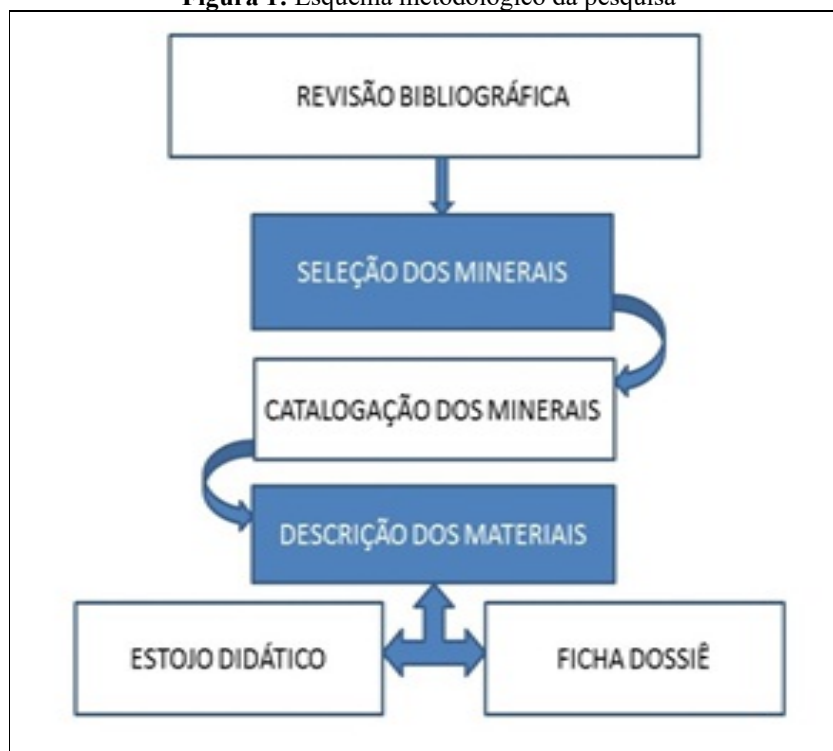 Figura 1: Esquema metodológico da pesquisa
REVISÃO BIBLIOGRÁFICA
SELEÇÃO DOS MINERAIS
CATALOGAÇÃO DOS MINERAIS
DESCRIÇÃO DOS MATERIAIS
ESTOJO DIDÁTICO
FICHA DOSSIÊ